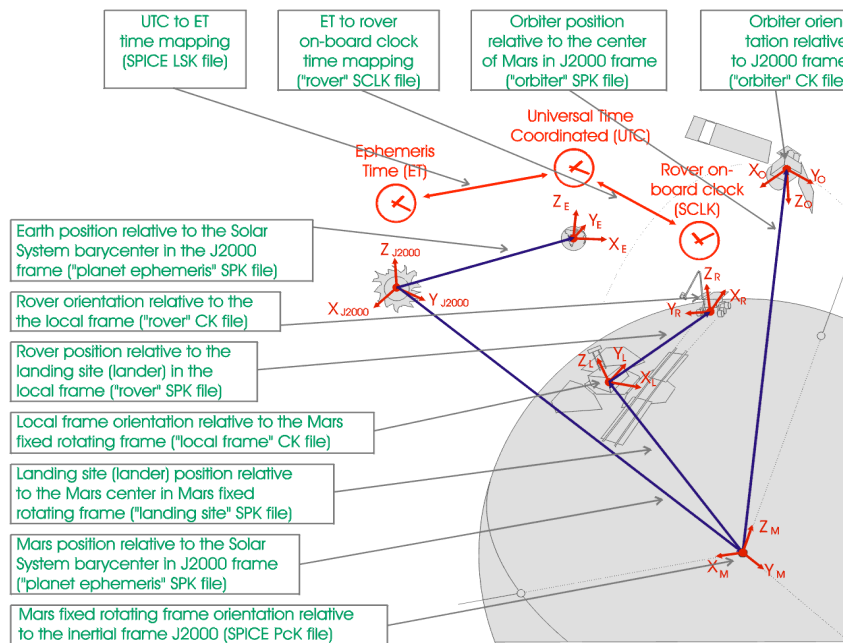 UTC to ET
time mapping
(SPICE LSK file)
ET to rover
on-board clock
time mapping
("rover" SCLK file)
Orbiter position
relative to the center
of Mars in J2000 frame
("orbiter" SPK file)
Orbiter orien
tation relative
to J2000 frame
("orbiter" CK file)
Universal Time
Coordinated (UTC)
Ephemeris
Time (ET)
Rover on-
board clock
(SCLK)
X O
Y O
Z O
Z E
Y E
X E
Earth position relative to the Solar
System barycenter in the J2000
frame ("planet ephemeris" SPK file)
Z J2000
X J2000
Y J2000
Rover orientation relative to the
the local frame ("rover" CK file)
Z R
X R
Y R
Rover position relative to the
landing site (lander) in the
local frame ("rover" SPK file)
Z L
Y L
X L
Local frame orientation relative to the Mars
fixed rotating frame ("local frame" CK file)
Landing site (lander) position relative
to the Mars center in Mars fixed
rotating frame ("landing site" SPK file)
Mars position relative to the Solar
System barycenter in J2000 frame
("planet ephemeris" SPK file)
Z M
X M
Y M
Mars fixed rotating frame orientation relative
to the inertial frame J2000 (SPICE PcK file)